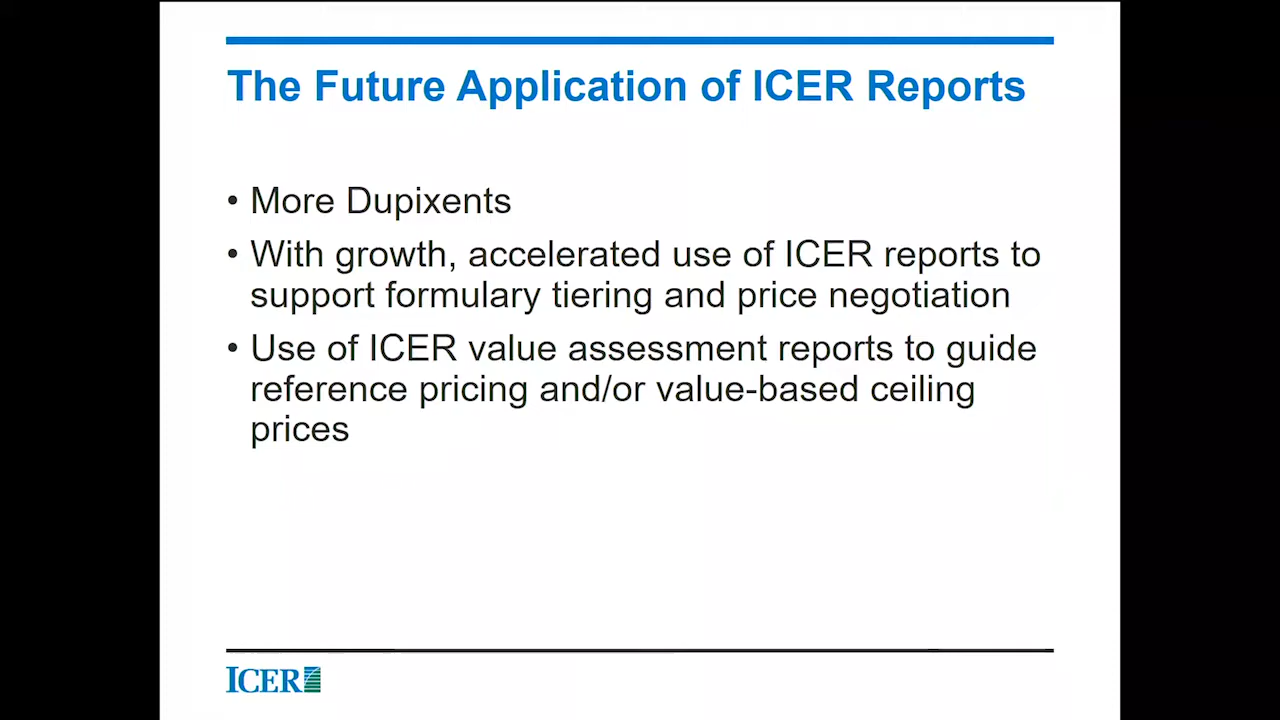 The Future Application of ICER Reports
• More Dupixents
• With growth, accelerated use of ICER reports to
support formulary tiering and price negotiation
• Use of ICER value assessment reports to guide
reference pricing and/or value-based ceiling
prices
ICER